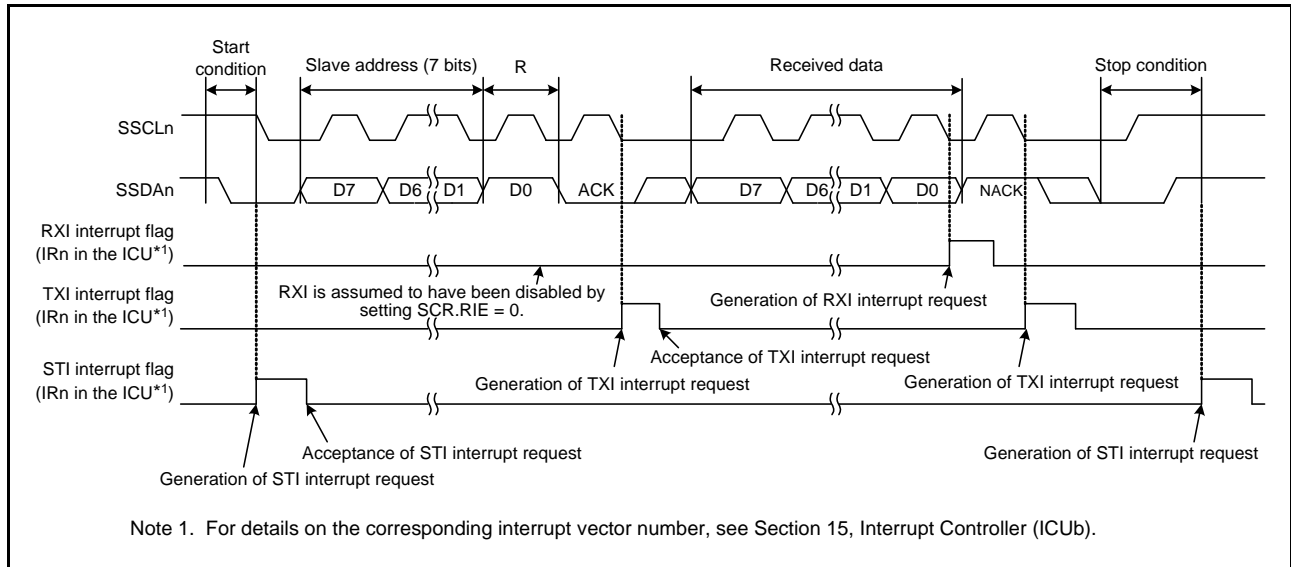 Start
condition
Slave address (7 bits)
R
Received data
Stop condition
SSCLn
SSDAn
D7 D6 D1 D0 ACK D7 D6 D1 D0 NACK
RXI interrupt flag
(IRn in the ICU*1)
RXI is assumed to have been disabled by
setting SCR.RIE = 0.
Generation of RXI interrupt request
TXI interrupt flag
(IRn in the ICU*1)
Acceptance of TXI interrupt request
Generation of TXI interrupt request
Generation of TXI interrupt request
STI interrupt flag
(IRn in the ICU*1)
Acceptance of STI interrupt request
Generation of STI interrupt request
Generation of STI interrupt request
Note 1. For details on the corresponding interrupt vector number, see Section 15, Interrupt Controller (ICUb).